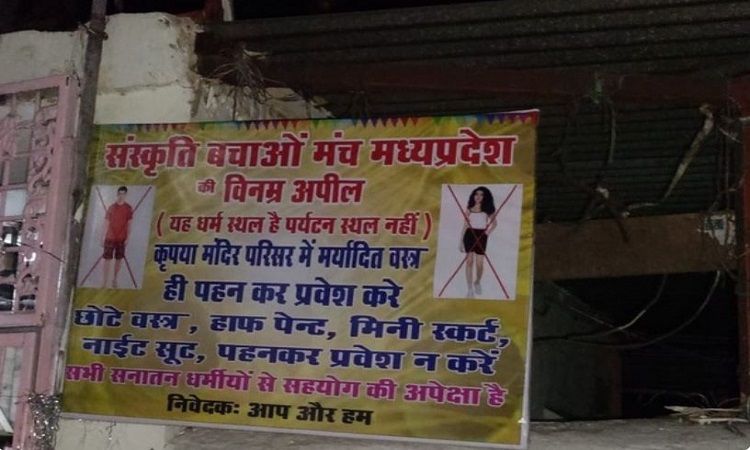 संस्कृति बचाओं मंच मध्यप्रदेश
की विनम्र अपील
( यह धर्म स्थल है पर्यटन स्थल नहीं )
कृपया मंदिर परिसर में मर्यादित वस्त्र
ही पहन कर प्रवेश करे
छोटे वस्त्र , हाफ पेन्ट, मिनी स्कर्ट,
नाईट सूट, पहनकर प्रवेश न करें
सभी सनातन धर्मीयों से सहयोग की अपेक्षा है
निवेदकः आप और हम